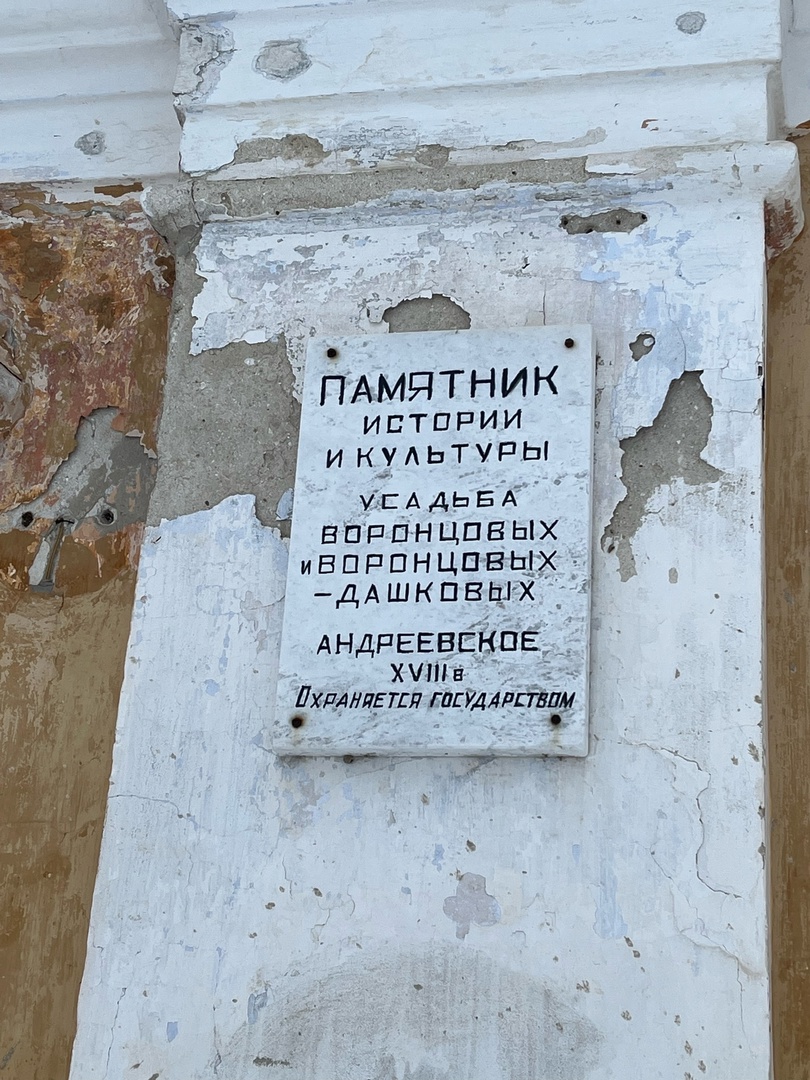 ПАМЯТНИК
ИСТОРИИ
И КУЛЬТУРЫ
УСАДЬБА
ВОРОНЦОВЫХ
и ВОРОНЦОВЫХ
-ДАШКОВЫХ
АНДРЕЕВСКОЕ
XVIII в
Охраняется государством